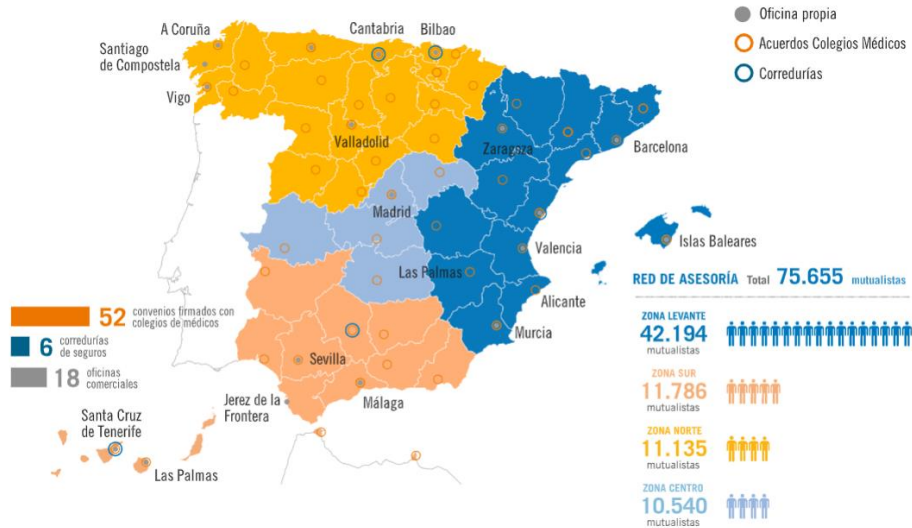 Oficina propia
Acuerdos Colegios Médicos
Corredurías
A Coruña
Cantabria
Bilbao
Santiago
de Compostela
Vigo
Valladolid
Zaragoza
Barcelona
Madrid
Islas Baleares
Valencia
Las Palmas
Alicante
Murcia
Sevilla
Málaga
Jerez de la
Frontera
Santa Cruz
de Tenerife
Las Palmas
52 convenios firmados con
colegios de médicos
6 corredurías
de seguros
18 oficinas
comerciales
RED DE ASESORÍA Total 75.655 mutualistas
ZONA LEVANTE
42.194
mutualistas
ZONA SUR
11.786
mutualistas
ZONA NORTE
11.135
mutualistas
ZONA CENTRO
10.540
mutualistas